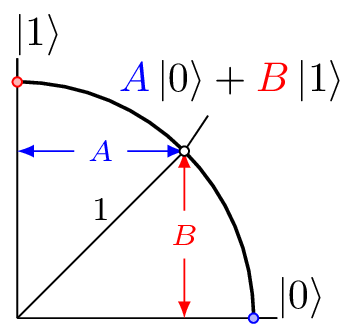 |1⟩
A |0⟩ + B |1⟩
A
1
B
|0⟩